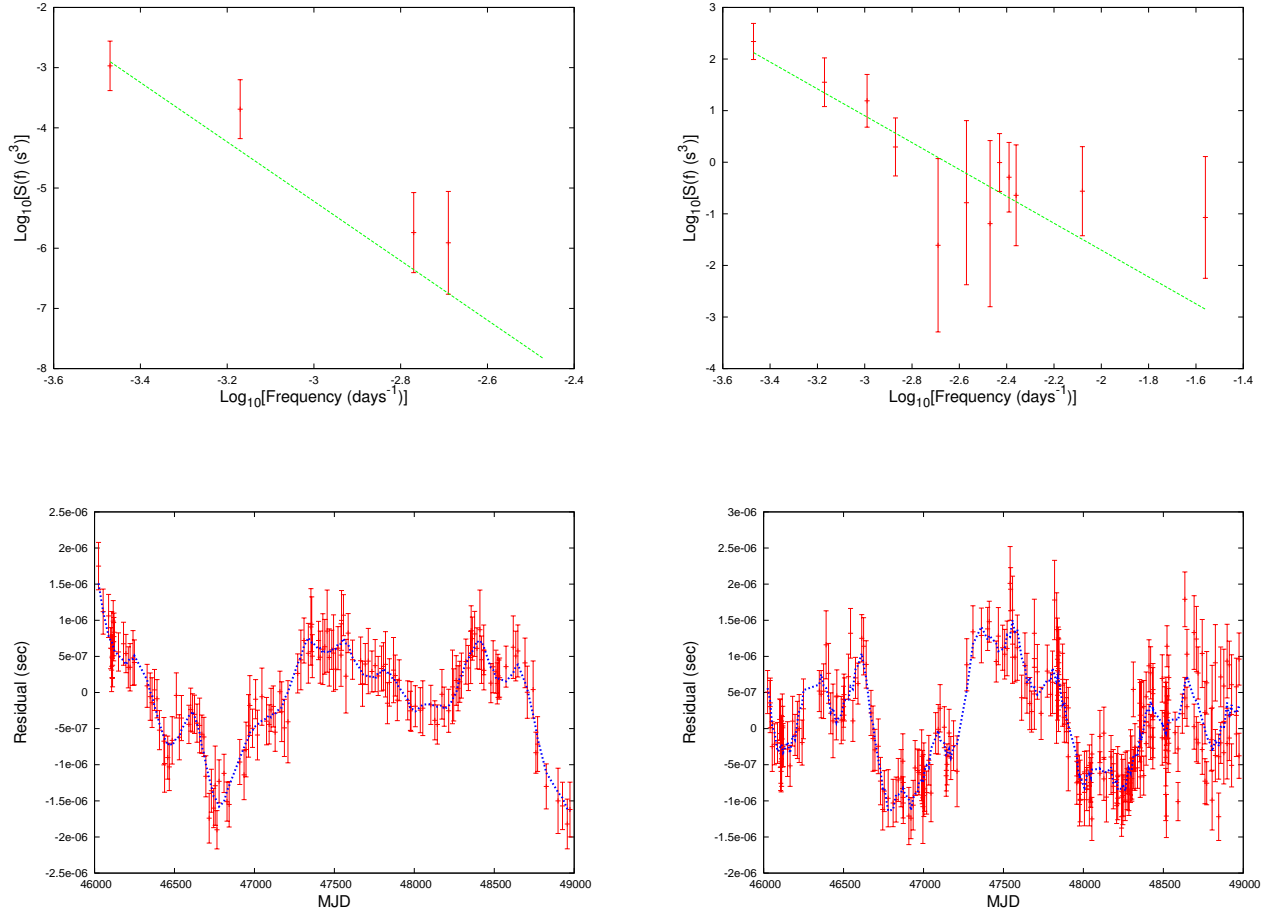 -2
-3
-4
-5
-6
-7
-8
Log10[S(f) (s3)]
-3.6 -3.4 -3.2 -3 -2.8 -2.6 -2.4
Log10[Frequency (days-1)]
3
2
1
0
-1
-2
-3
-4
Log10[S(f) (s3)]
-3.6 -3.4 -3.2 -3 -2.8 -2.6 -2.4 -2.2 -2 -1.8 -1.6 -1.4
Log10[Frequency (days-1)]
2.5e-06
2e-06
1.5e-06
1e-06
5e-07
0
-5e-07
-1e-06
-1.5e-06
-2e-06
-2.5e-06
Residual (sec)
46000 46500 47000 47500 48000 48500 49000
MJD
3e-06
2.5e-06
2e-06
1.5e-06
1e-06
5e-07
0
-5e-07
-1e-06
-1.5e-06
-2e-06
Residual (sec)
46000 46500 47000 47500 48000 48500 49000
MJD